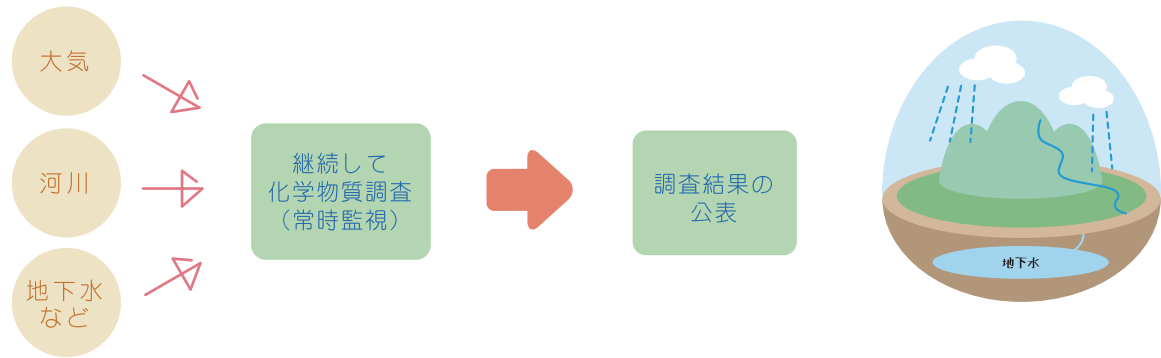 大気
河川
地下水
など
継続して
化学物質調査
（常時監視）
調査結果の
公表
地下水